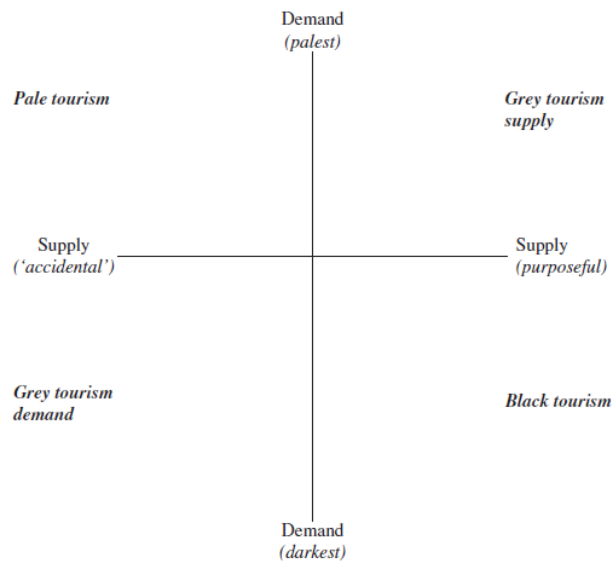 Demand
(palest)
Pale tourism
Grey tourism
supply
Supply
(‘accidental’)
Supply
(purposeful)
Grey tourism
demand
Black tourism
Demand
(darkest)